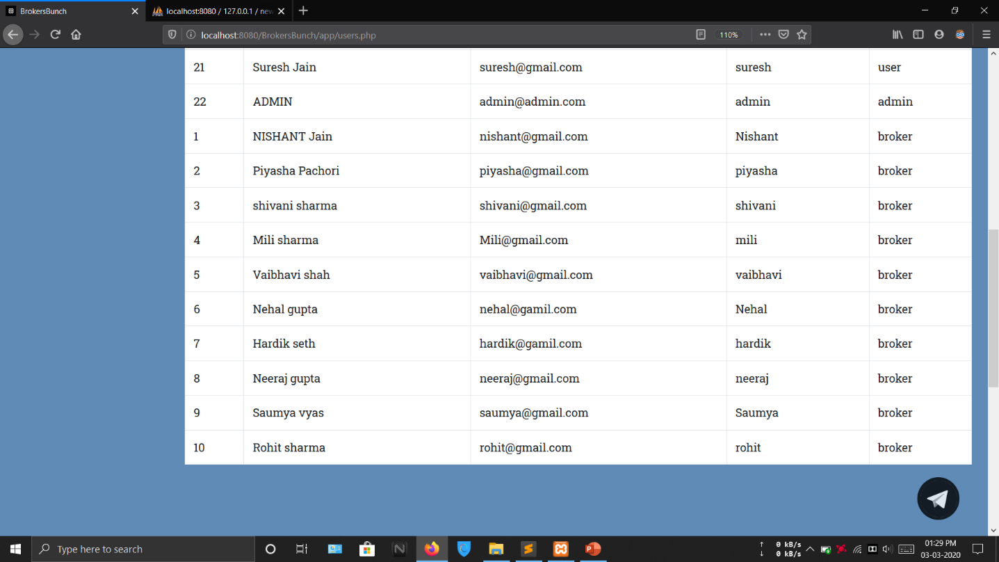 BrokersBunch
localhost:8080 / 127.0.0.1 / new
localhost:8080/BrokersBunch/app/users.php
110%
21 Suresh Jain suresh@gmail.com suresh user
22 ADMIN admin@admin.com admin admin
1 NISHANT Jain nishant@gmail.com Nishant broker
2 Piyasha Pachori piyasha@gmail.com piyasha broker
3 shivani sharma shivani@gmail.com shivani broker
4 Mili sharma Mili@gmail.com mili broker
5 Vaibhavi shah vaibhavi@gmail.com vaibhavi broker
6 Nehal gupta nehal@gamil.com Nehal broker
7 Hardik seth hardik@gamil.com hardik broker
8 Neeraj gupta neeraj@gmail.com neeraj broker
9 Saumya vyas saumya@gmail.com Saumya broker
10 Rohit sharma rohit@gmail.com rohit broker
Type here to search
↑ 0 kB/s
↓ 0 kB/s
01:29 PM
03-03-2020